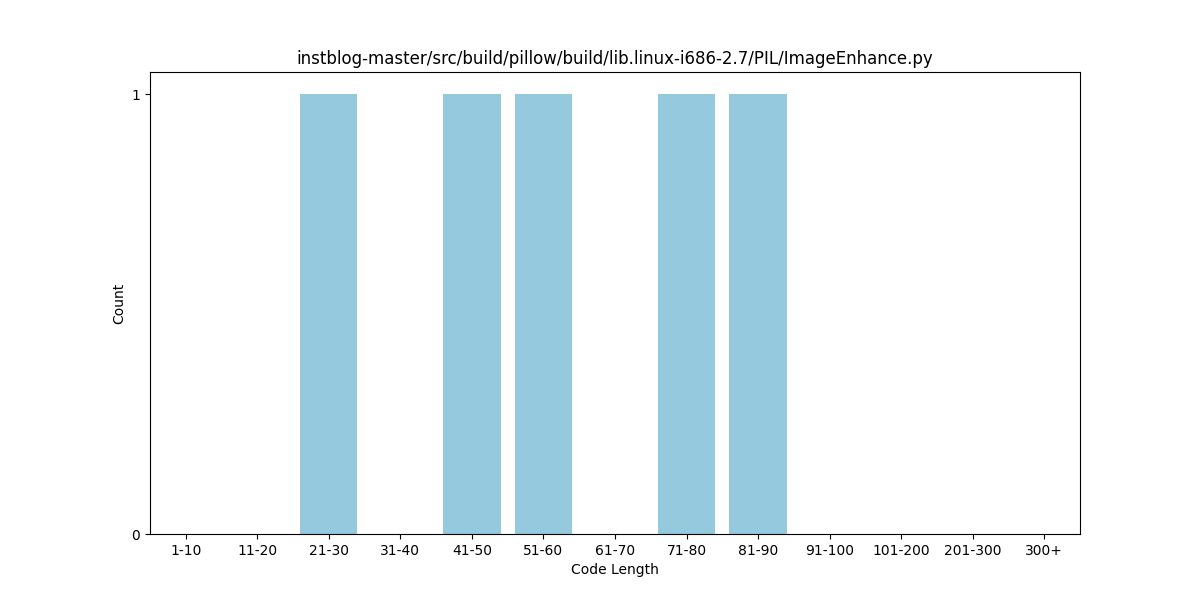 instblog-master/src/build/pillow/build/lib.linux-i686-2.7/PIL/ImageEnhance.py
1
Count
0
1-10 11-20 21-30 31-40 41-50 51-60 61-70 71-80 81-90 91-100 101-200 201-300 300+
Code Length